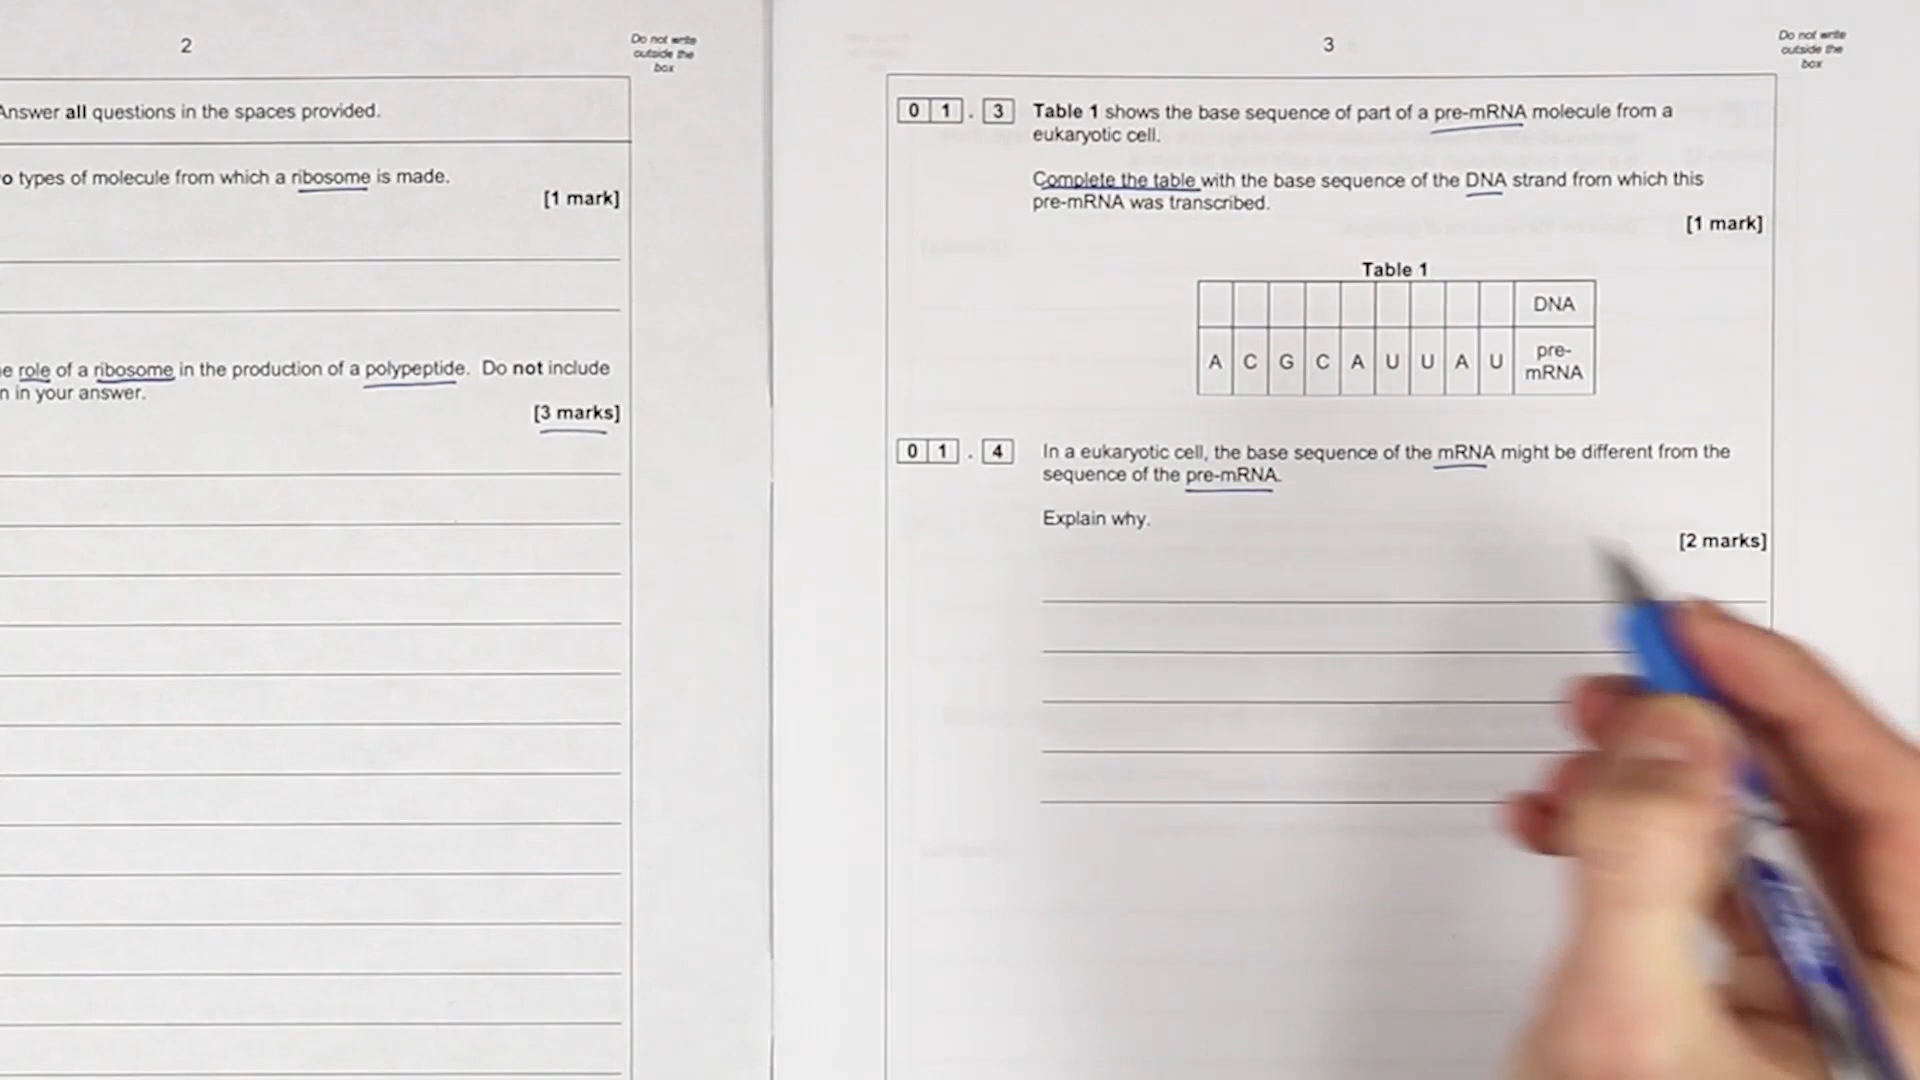 2
Do not write
outside the
box
Answer all questions in the spaces provided.
types of molecule from which a ribosome is made.
[1 mark]
role of a ribosome in the production of a polypeptide. Do not include
in your answer.
[3 marks]
3
Do not write
outside the
box
0 1 . 3 Table 1 shows the base sequence of part of a pre-mRNA molecule from a
eukaryotic cell.
Complete the table with the base sequence of the DNA strand from which this
pre-mRNA was transcribed.
[1 mark]
Table 1
DNA
A C G C A U U A U pre-
mRNA
0 1 . 4 In a eukaryotic cell, the base sequence of the mRNA might be different from the
sequence of the pre-mRNA.
Explain why.
[2 marks]